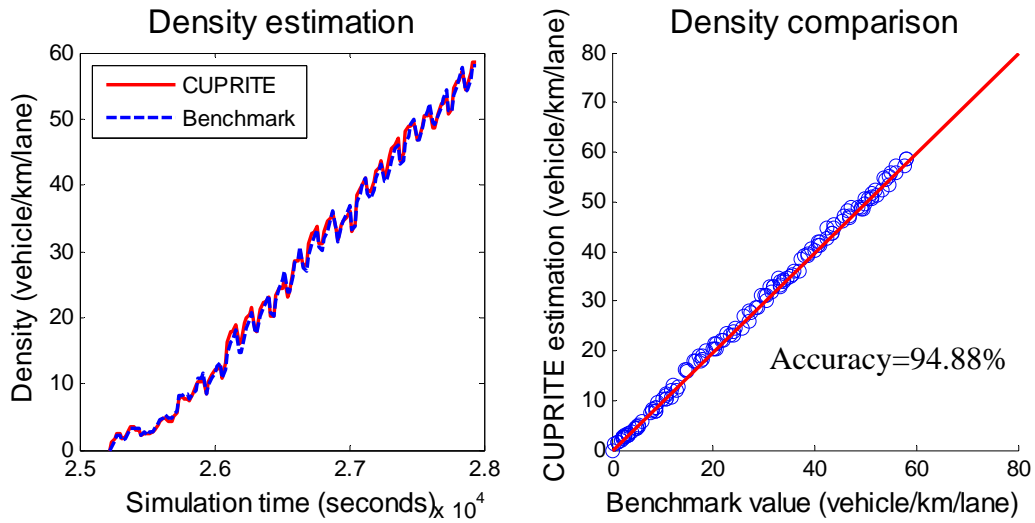 Density estimation
60
50
40
30
20
10
0
Density (vehicle/km/lane)
CUPRITE
Benchmark
2.5
2.6
2.7
2.8
Simulation time (seconds)
x 10^4
Density comparison
80
70
60
50
40
30
20
10
0
CUPRITE estimation (vehicle/km/lane)
Accuracy=94.88%
0
20
40
60
80
Benchmark value (vehicle/km/lane)